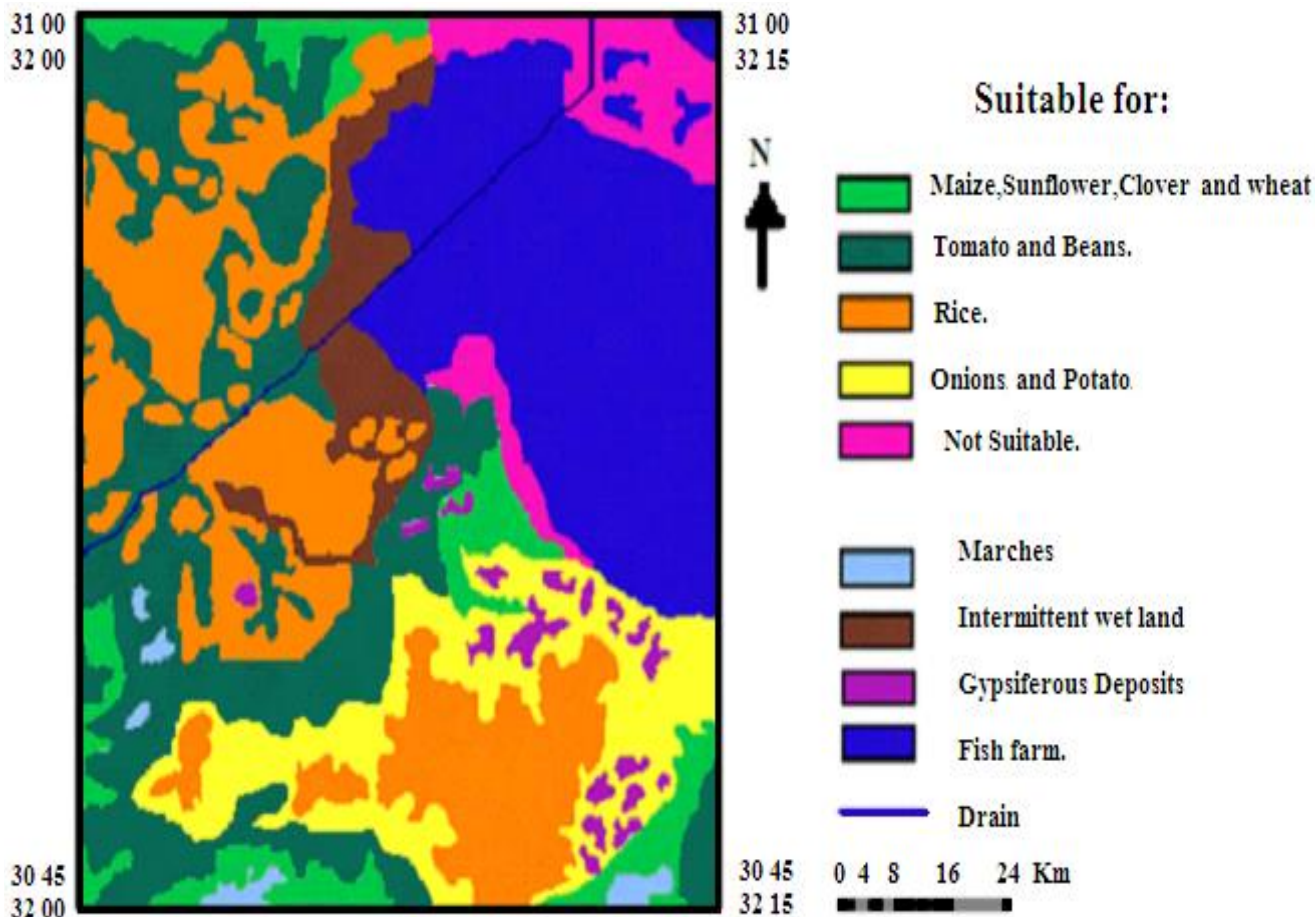 31 00
32 00
31 00
32 15
N
Suitable for:
Maize,Sunflower,Clover and wheat
Tomato and Beans.
Rice.
Onions and Potato
Not Suitable.
Marches
Intermittent wet land
Gypsiferous Deposits
Fish farm.
Drain
0 4 8 16 24 Km
30 45
32 00
30 45
32 15